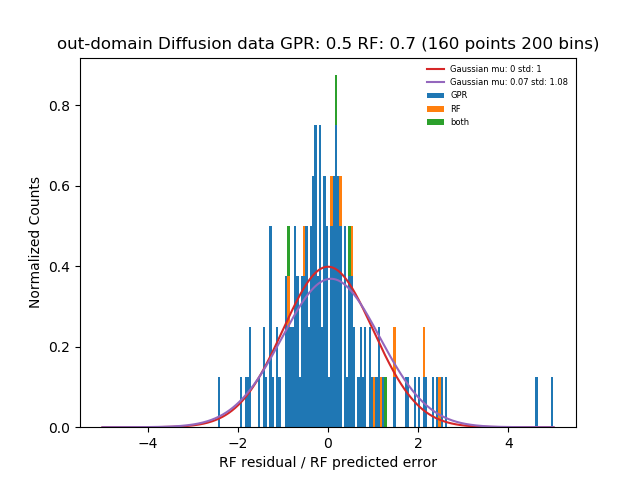 out-domain Diffusion data GPR: 0.5 RF: 0.7 (160 points 200 bins)
Gaussian mu: 0 std: 1
Gaussian mu: 0.07 std: 1.08
GPR
RF
both
Normalized Counts
0.8
0.6
0.4
0.2
0.0
−4
−2
0
2
4
RF residual / RF predicted error